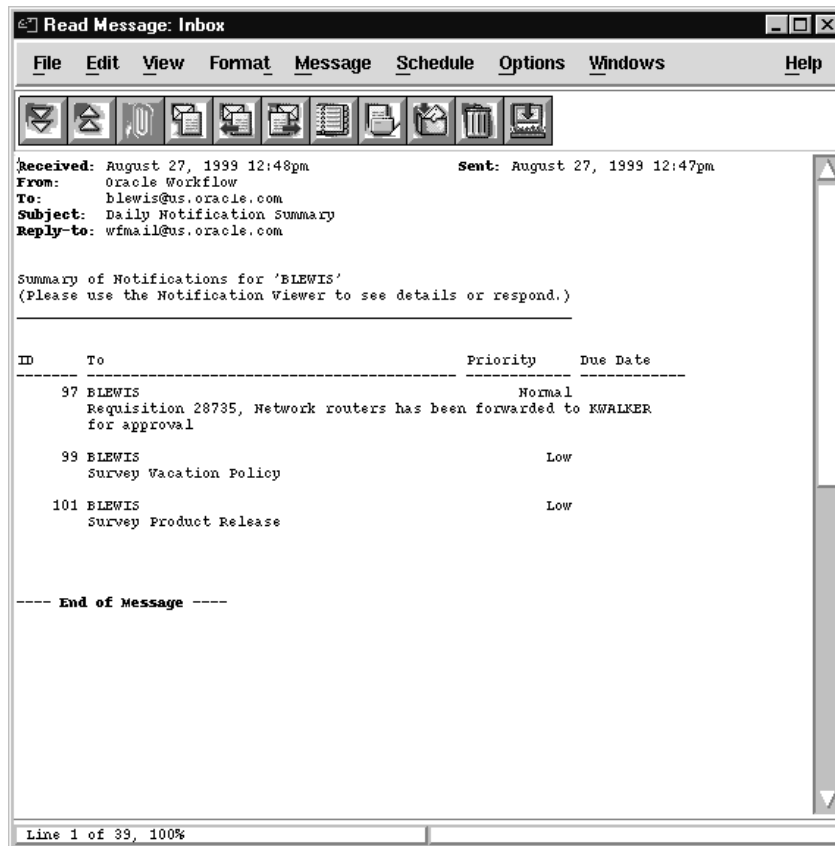 Read Message: Inbox
File Edit View Format Message Schedule Options Windows Help
Received: August 27, 1999 12:48pm Sent: August 27, 1999 12:47pm
From: Oracle Workflow
To: blewis@us.oracle.com
Subject: Daily Notification Summary
Reply-to: wfmail@us.oracle.com
Summary of Notifications for 'BLEWIS'
(Please use the Notification Viewer to see details or respond.)
ID To Priority Due Date
97 BLEWIS Normal
Requisition 28735, Network routers has been forwarded to KWALKER
for approval
99 BLEWIS Low
Survey Vacation Policy
101 BLEWIS Low
Survey Product Release
---- End of Message ----
Line 1 of 39, 100%